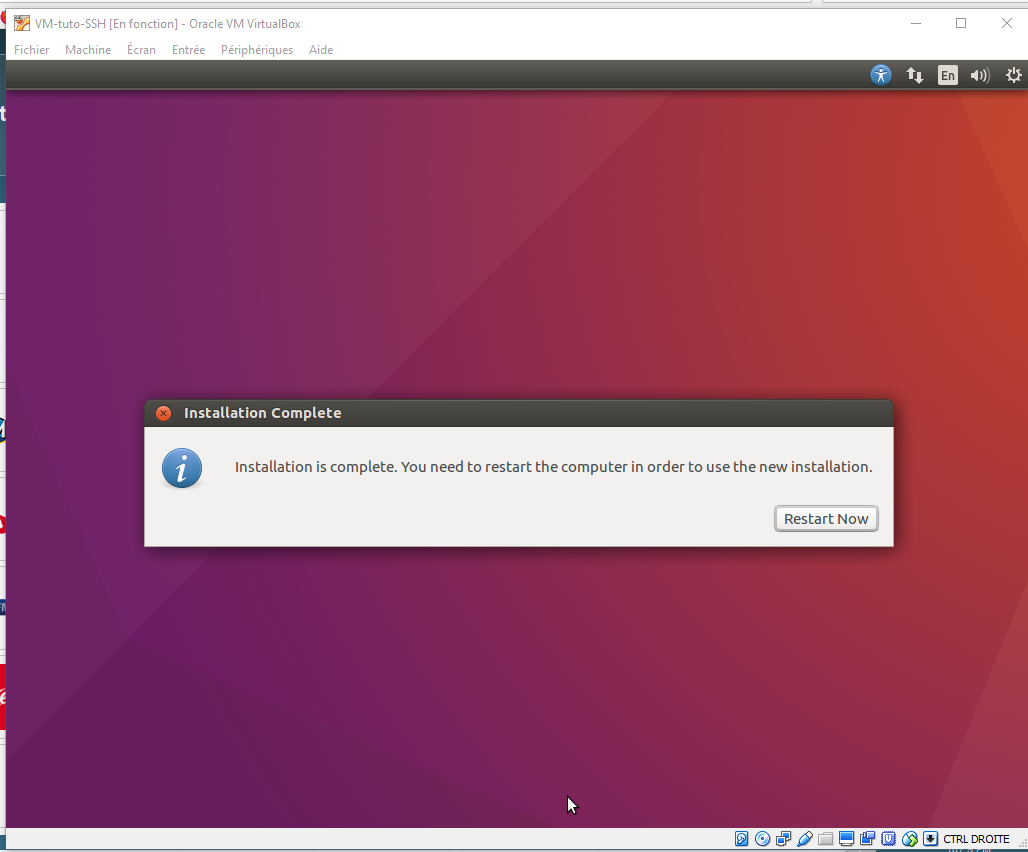 VM-tuto-SSH [En fonction] - Oracle VM VirtualBox
Fichier Machine Écran Entrée Périphériques Aide
En
Installation Complete
Installation is complete. You need to restart the computer in order to use the new installation.
Restart Now
CTRL DROITE